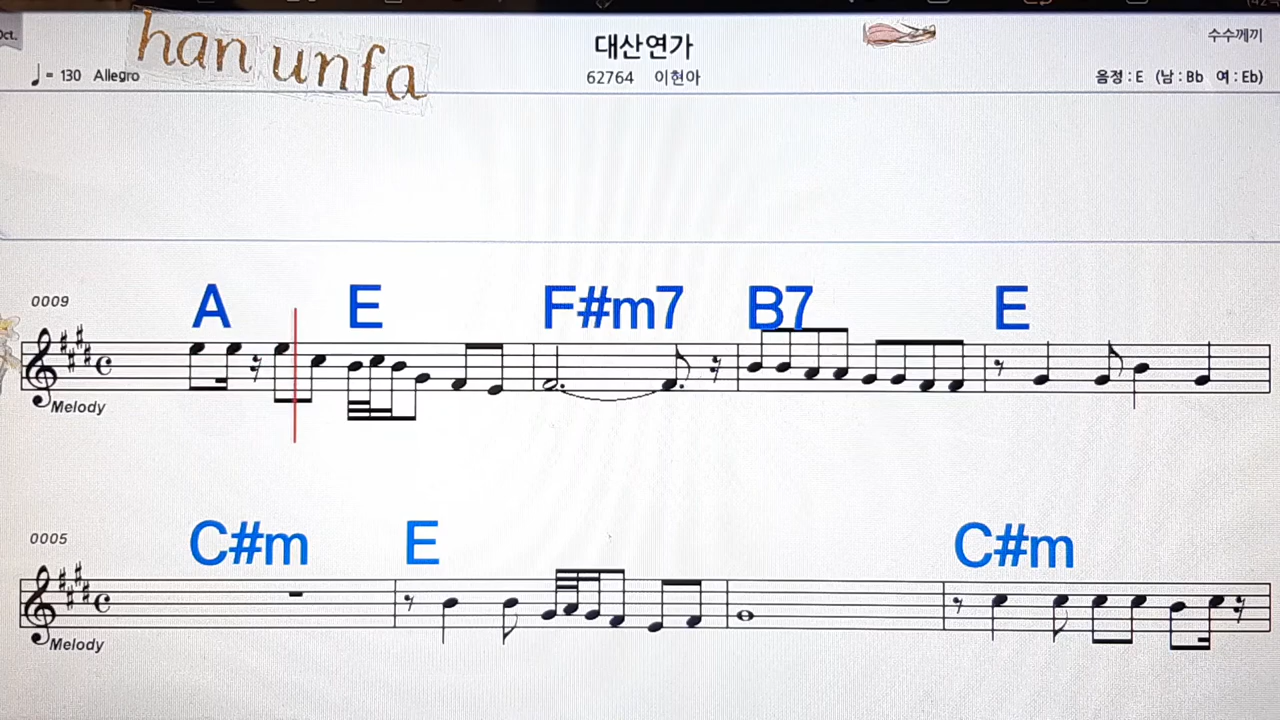 Oct.
han unfa
대산연가
수수께끼
♩= 130 Allegro
62764 이현아
음정 : E (남 : Bb 여 : Eb)
A E F#m7 B7 E
0009
Melody
C#m E C#m
0005
Melody